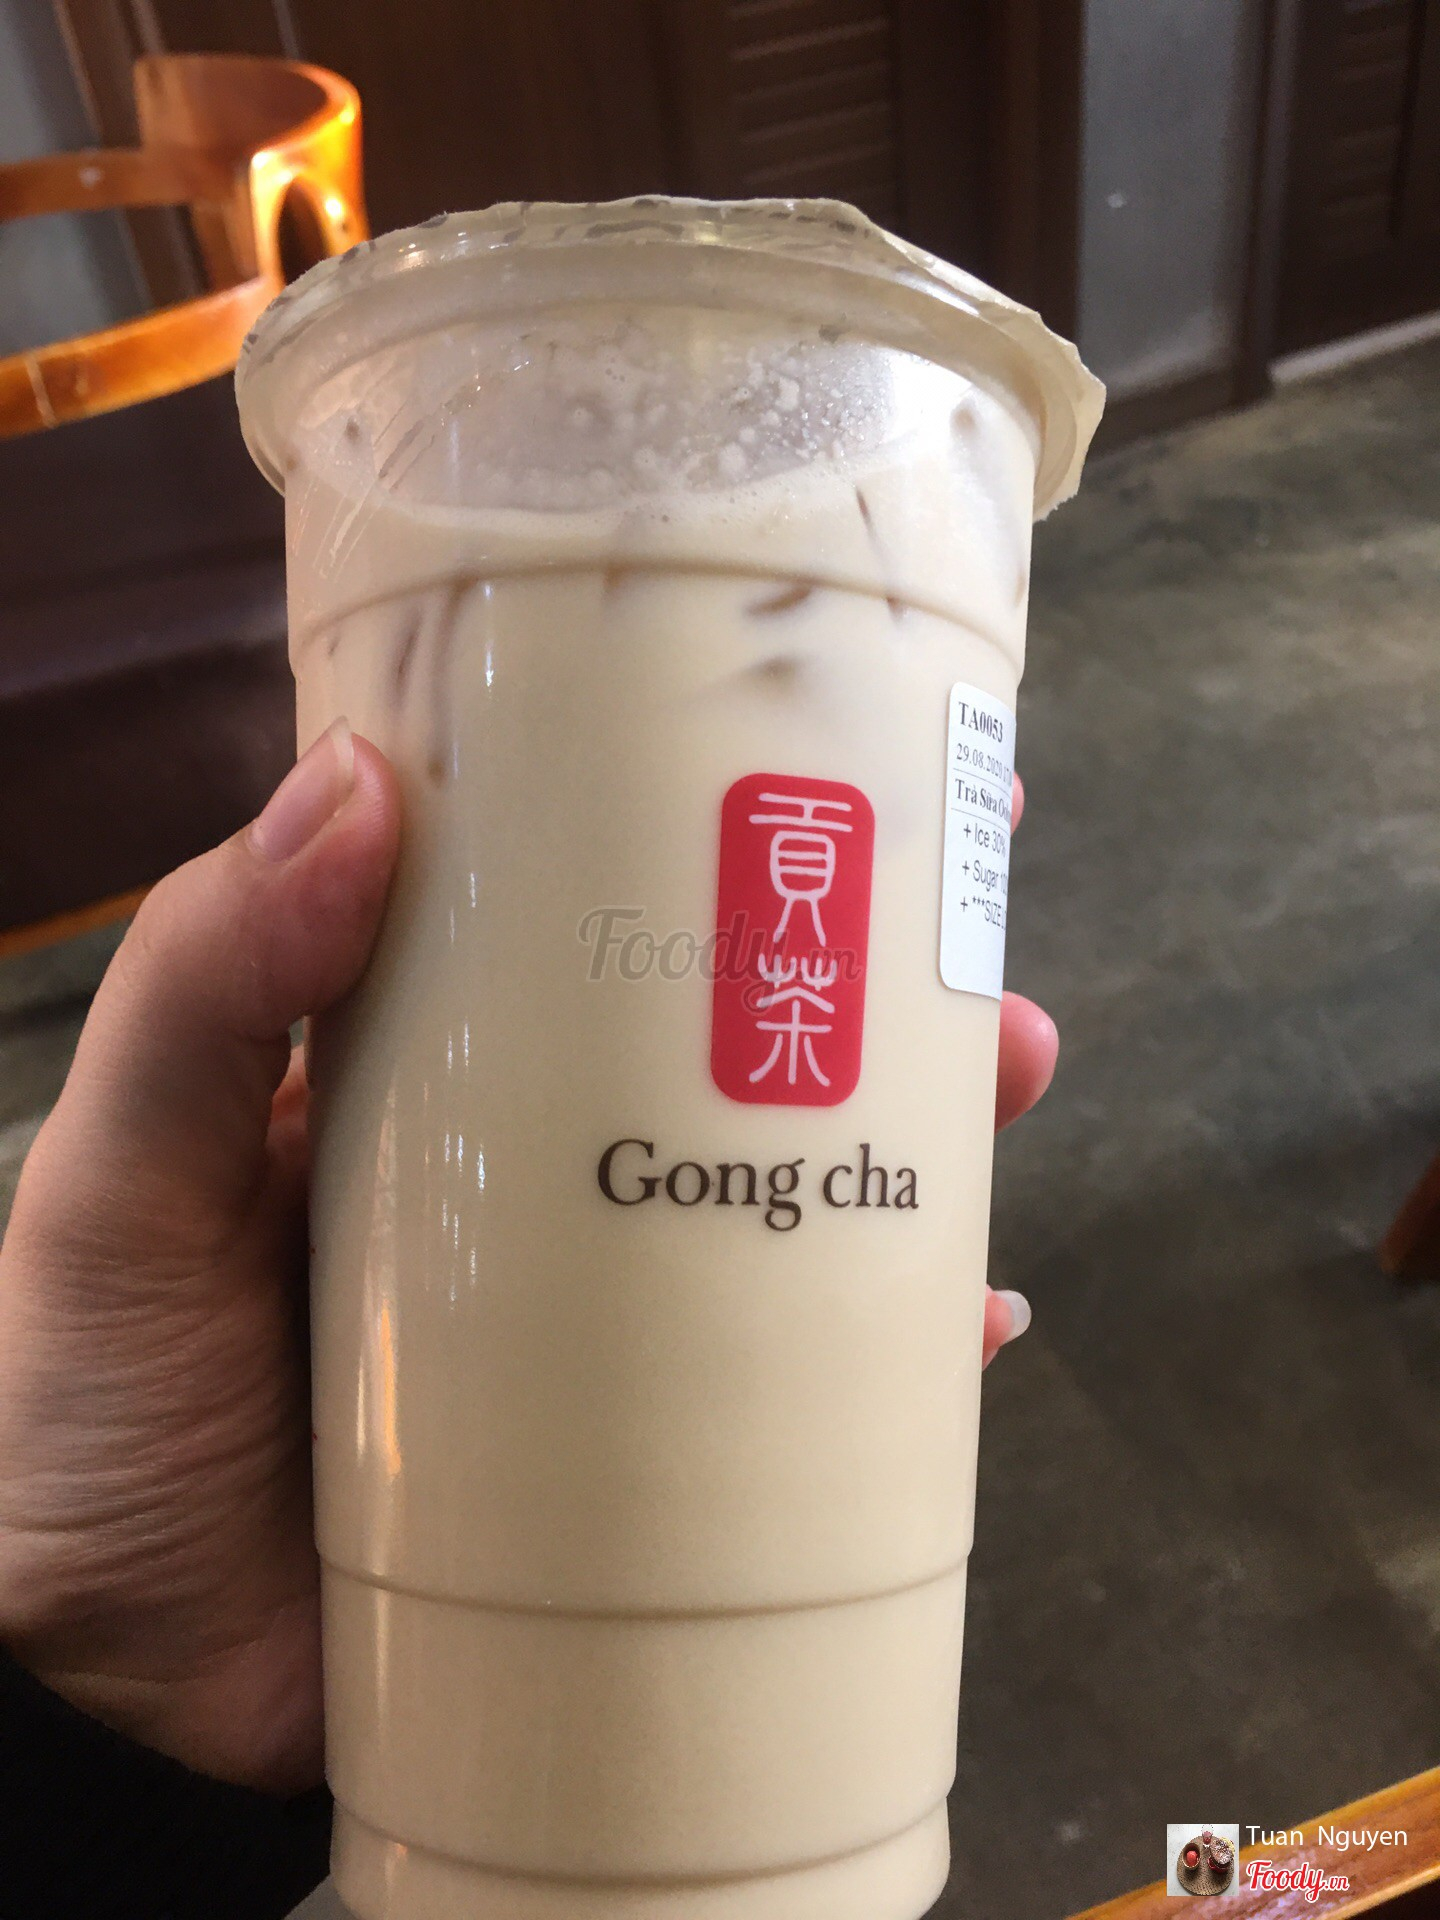 TA0053
29.08.2020
Trà Sữa
+ Ice 30%
+ Sugar
+ ***SIZE
貢茶
Foody.vn
Gong cha
Tuan Nguyen
Foody.vn